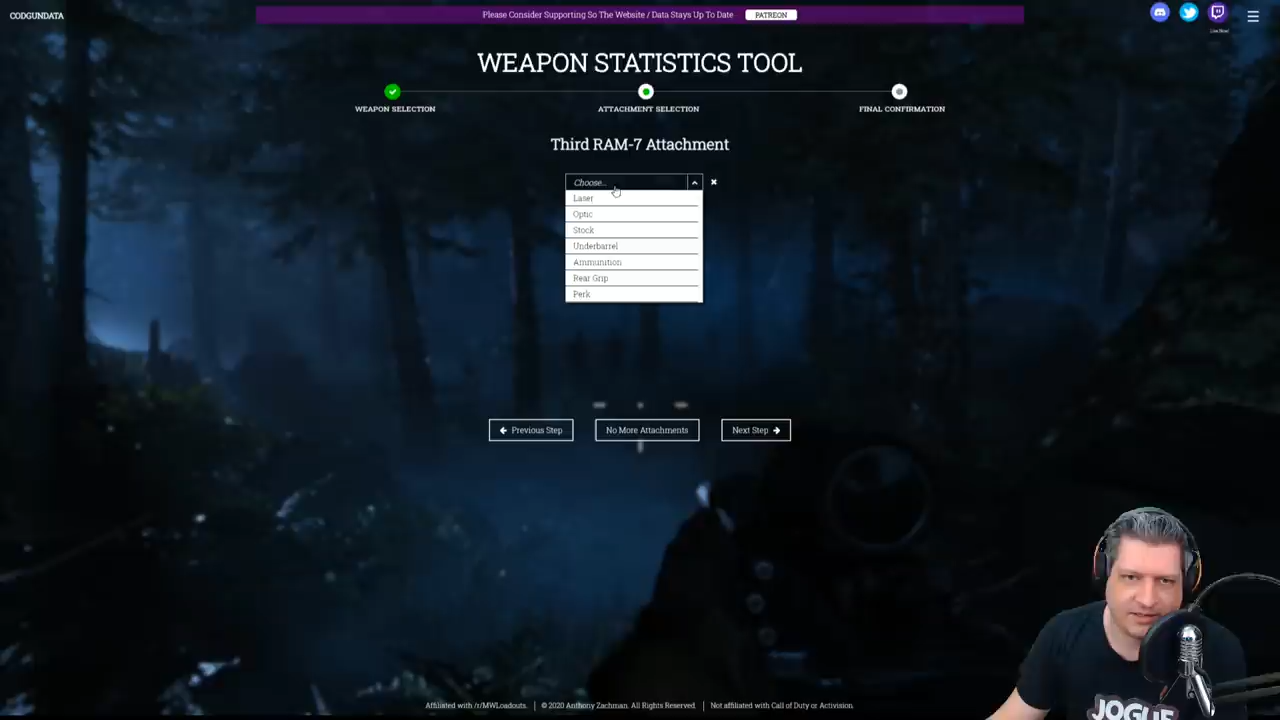 CODGUNDATA
Please Consider Supporting So The Website / Data Stays Up To Date PATREON
Live Now!
WEAPON STATISTICS TOOL
WEAPON SELECTION ATTACHMENT SELECTION FINAL CONFIRMATION
Third RAM-7 Attachment
Choose...
Laser
Optic
Stock
Underbarrel
Ammunition
Rear Grip
Perk
Previous Step No More Attachments Next Step
JOGUE
Affiliated with /r/MWLoadouts. © 2020 Anthony Zachman. All Rights Reserved. Not affiliated with Call of Duty or Activision.